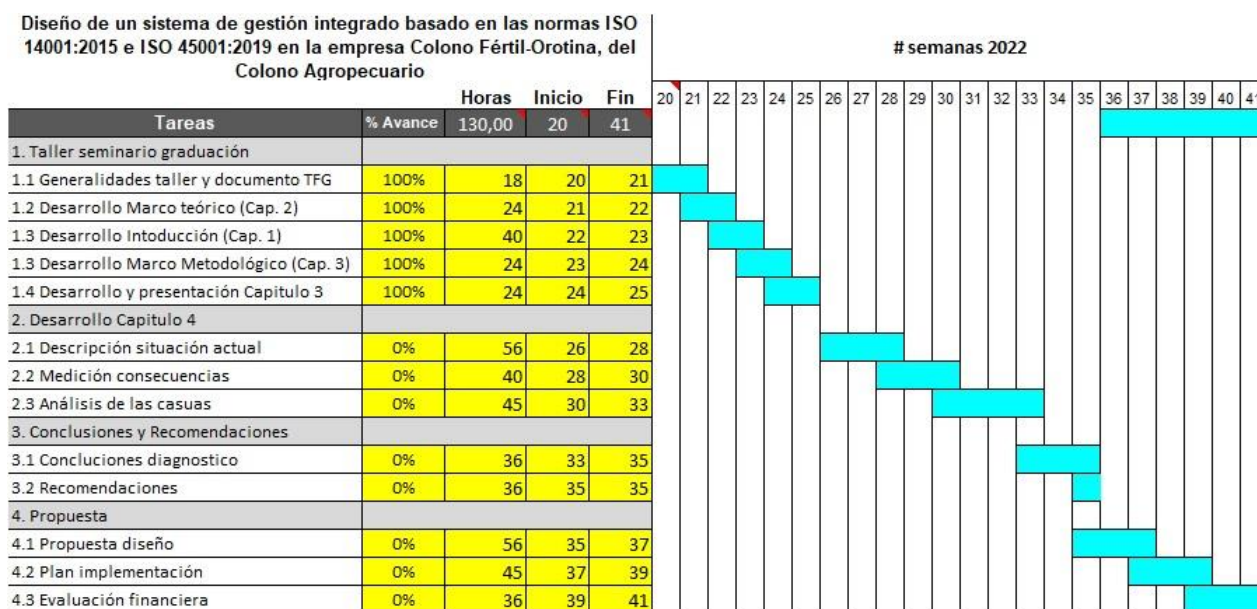 Diseño de un sistema de gestión integrado basado en las normas ISO
14001:2015 e ISO 45001:2019 en la empresa Colono Fértil-Orotina, del
Colono Agropecuario
# semanas 2022
Horas Inicio Fin 20 21 22 23 24 25 26 27 28 29 30 31 32 33 34 35 36 37 38 39 40 41
Tareas % Avance 130,00 20 41
1. Taller seminario graduación
1.1 Generalidades taller y documento TFG 100% 18 20 21
1.2 Desarrollo Marco teórico (Cap. 2) 100% 24 21 22
1.3 Desarrollo Intoducción (Cap. 1) 100% 40 22 23
1.3 Desarrollo Marco Metodológico (Cap. 3) 100% 24 23 24
1.4 Desarrollo y presentación Capitulo 3 100% 24 24 25
2. Desarrollo Capitulo 4
2.1 Descripción situación actual 0% 56 26 28
2.2 Medición consecuencias 0% 40 28 30
2.3 Análisis de las casuas 0% 45 30 33
3. Conclusiones y Recomendaciones
3.1 Concluciones diagnostico 0% 36 33 35
3.2 Recomendaciones 0% 36 35 35
4. Propuesta
4.1 Propuesta diseño 0% 56 35 37
4.2 Plan implementación 0% 45 37 39
4.3 Evaluación financiera 0% 36 39 41